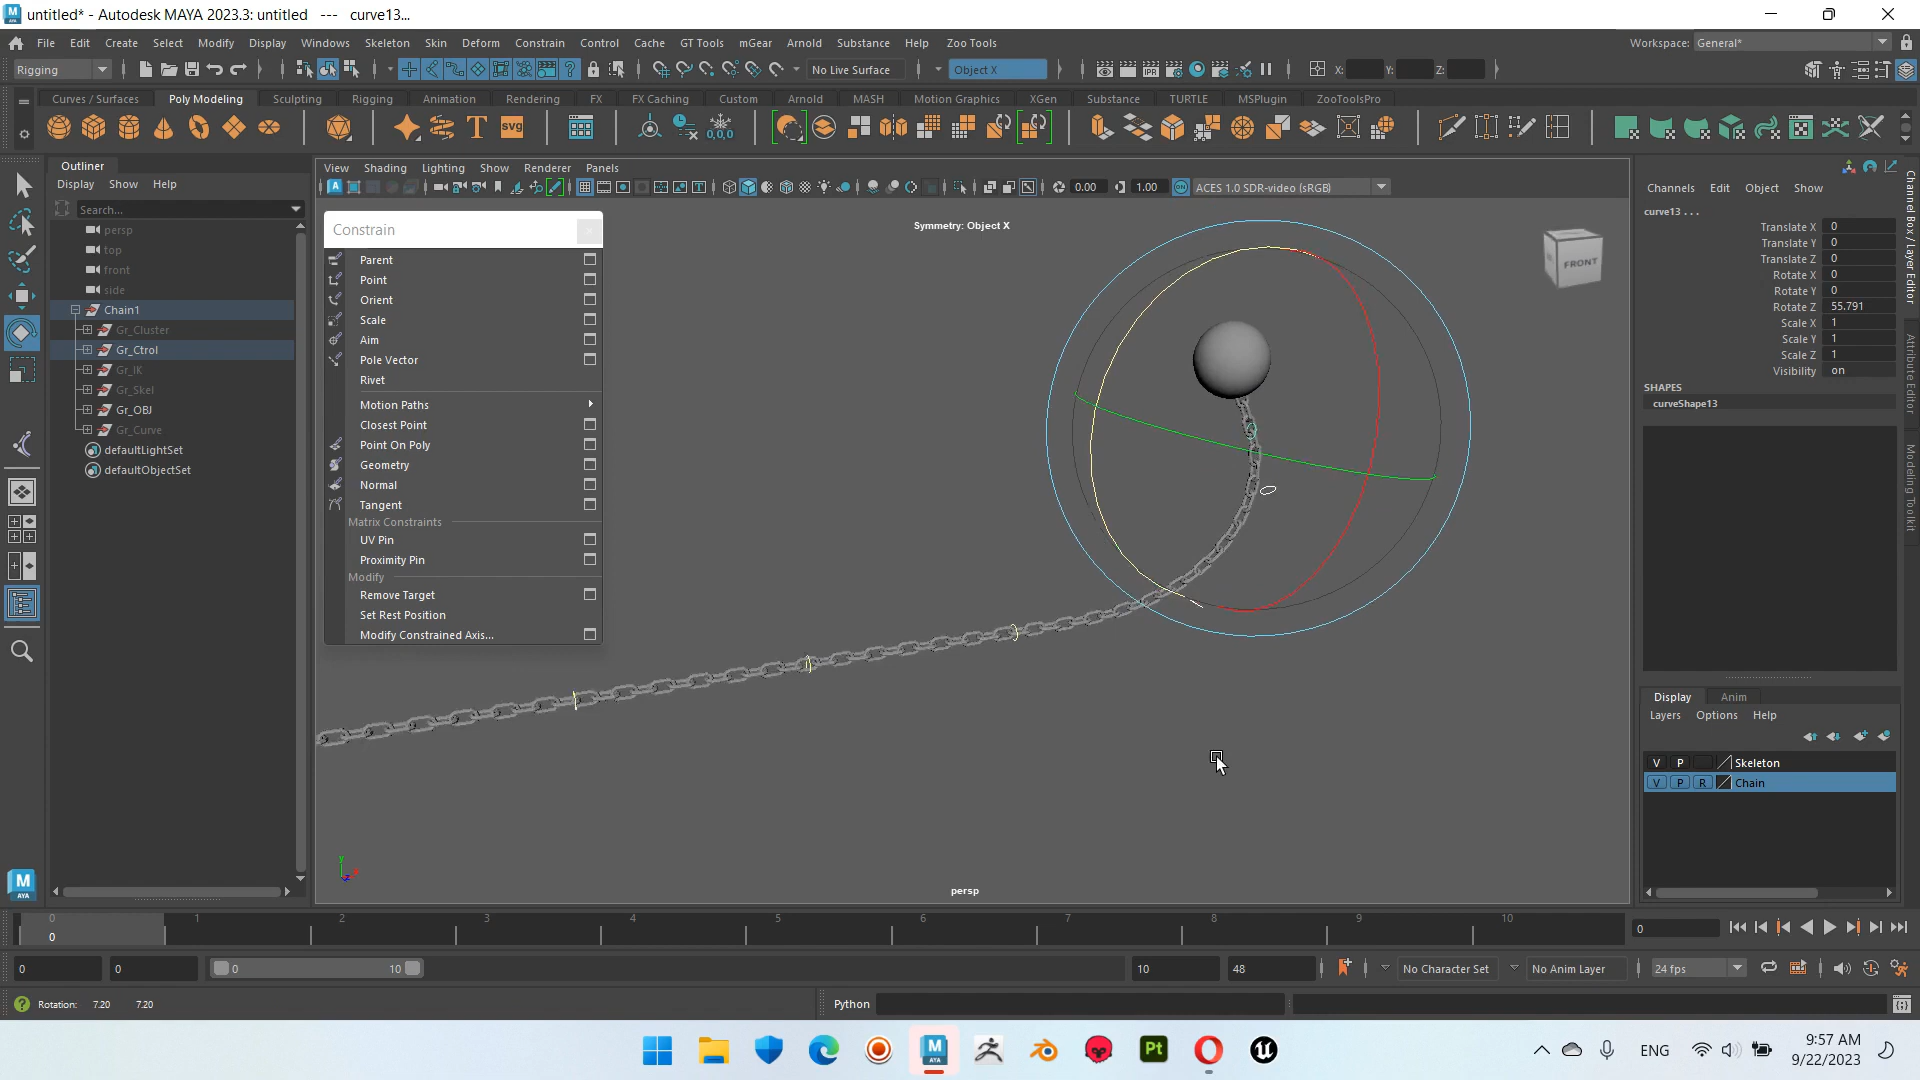 untitled* - Autodesk MAYA 2023.3: untitled --- curve13...
File Edit Create Select Modify Display Windows Skeleton Skin Deform Constrain Control Cache GT Tools mGear Arnold Substance Help Zoo Tools
Workspace: General*
Rigging
No Live Surface
Object X
X: Y: Z:
Curves / Surfaces Poly Modeling Sculpting Rigging Animation Rendering FX FX Caching Custom Arnold MASH Motion Graphics XGen Substance TURTLE MSPlugin ZooToolsPro
Outliner
Display Show Help
Search...
persp
top
front
side
Chain1
Gr_Cluster
Gr_Ctrol
Gr_IK
Gr_Skel
Gr_OBJ
Gr_Curve
defaultLightSet
defaultObjectSet
View Shading Lighting Show Renderer Panels
0.00 1.00 ACES 1.0 SDR-video (sRGB)
Symmetry: Object X
FRONT
Constrain
Parent
Point
Orient
Scale
Aim
Pole Vector
Rivet
Motion Paths
Closest Point
Point On Poly
Geometry
Normal
Tangent
Matrix Constraints
UV Pin
Proximity Pin
Modify
Remove Target
Set Rest Position
Modify Constrained Axis...
persp
Channels Edit Object Show
curve13 . . .
Translate X 0
Translate Y 0
Translate Z 0
Rotate X 0
Rotate Y 0
Rotate Z 55.791
Scale X 1
Scale Y 1
Scale Z 1
Visibility on
SHAPES
curveShape13
Channel Box / Layer Editor
Attribute Editor
Modeling Toolkit
Display Anim
Layers Options Help
V P Skeleton
V P R Chain
0 1 2 3 4 5 6 7 8 9 10
0
0
0 0 0 10 10 48 No Character Set No Anim Layer 24 fps
Rotation: 7.20 7.20
Python
ENG
9:57 AM
9/22/2023